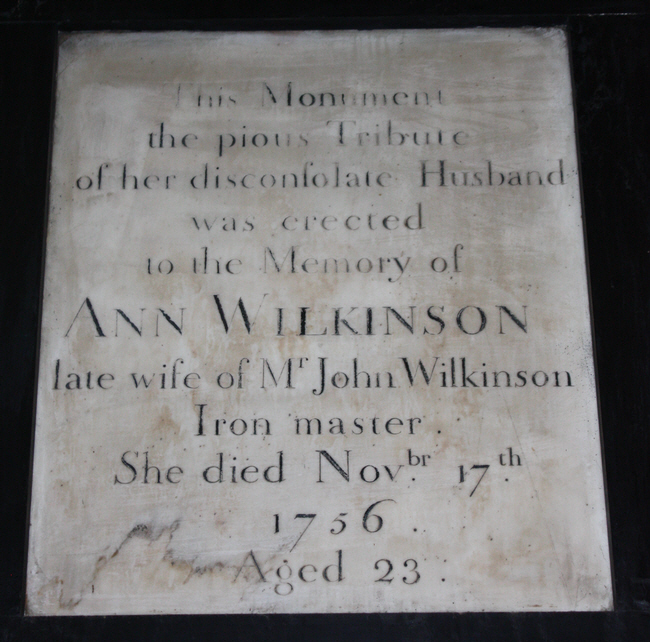 This Monument
the pious Tribute
of her disconſolate Husband
was erected
to the Memory of
ANN WILKINSON
late wife of Mr John Wilkinson
Iron master.
She died Novbr. 17th.
1756.
Aged 23.